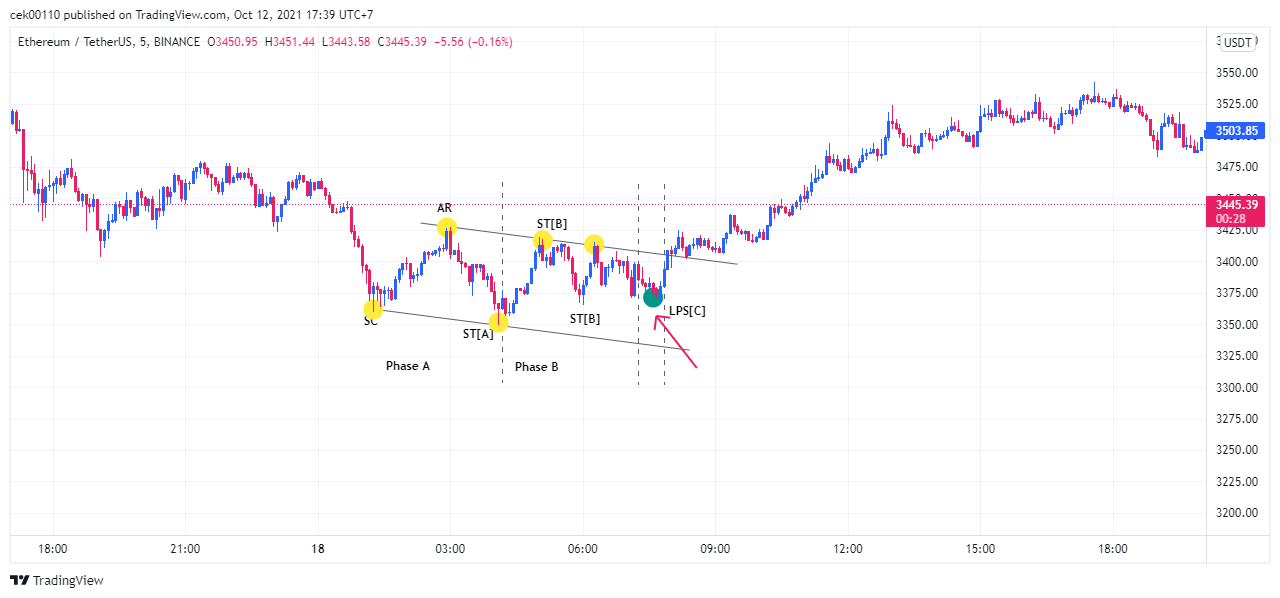 cek00110 published on TradingView.com, Oct 12, 2021 17:39 UTC+7
Ethereum / TetherUS, 5, BINANCE O3450.95 H3451.44 L3443.58 C3445.39 −5.56 (−0.16%)
USDT
3550.00
3525.00
3503.85
3475.00
3445.39
00:28
3425.00
3400.00
3375.00
3350.00
3325.00
3300.00
3275.00
3250.00
3225.00
3200.00
AR
ST[B]
SC
ST[A]
ST[B]
LPS[C]
Phase A
Phase B
18:00
21:00
18
03:00
06:00
09:00
12:00
15:00
18:00
TradingView